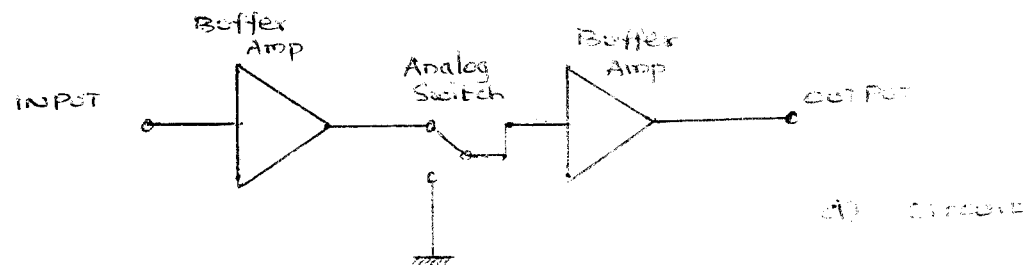 Buffer
Amp
Buffer
Amp
Analog
Switch
INPUT
OUTPUT